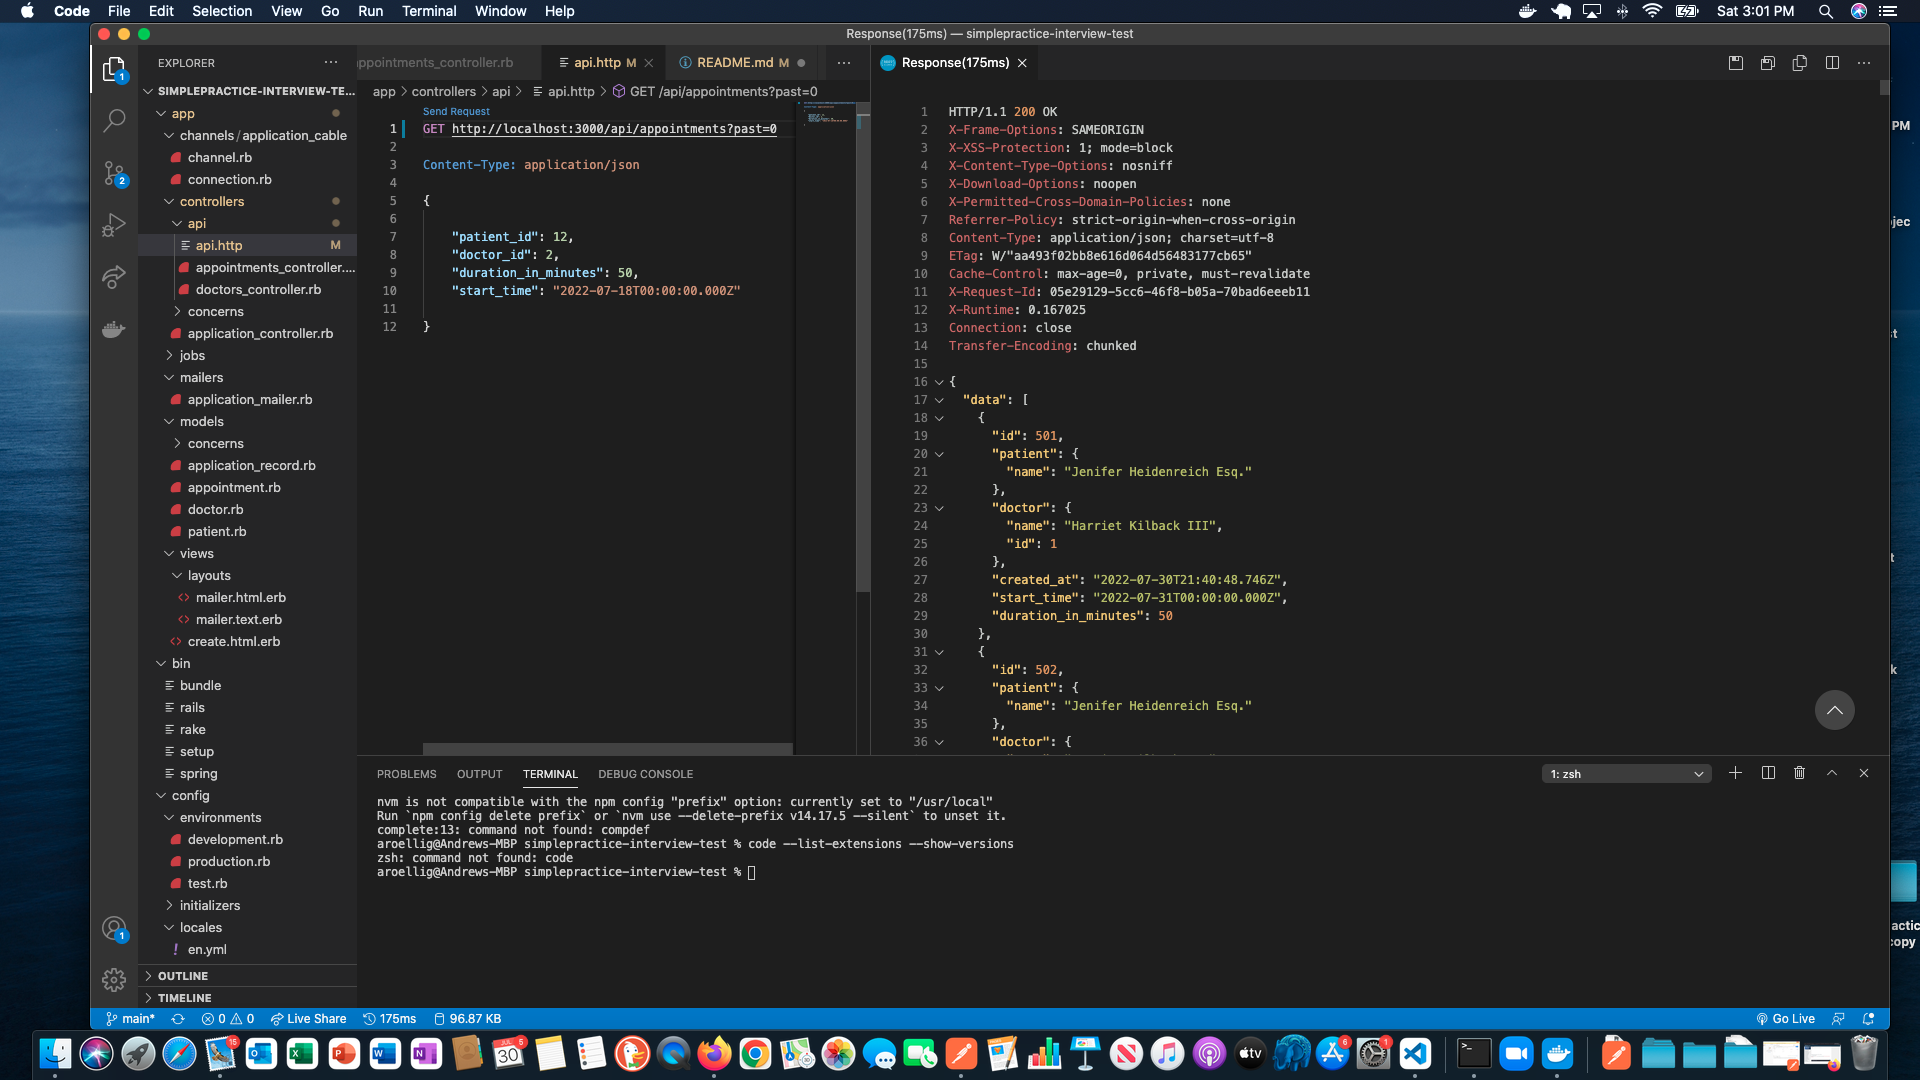 Code File Edit Selection View Go Run Terminal Window Help
Sat 3:01 PM
Response(175ms) — simplepractice-interview-test
EXPLORER
SIMPLEPRACTICE-INTERVIEW-TE...
app
channels / application_cable
channel.rb
connection.rb
controllers
api
api.http M
appointments_controller....
doctors_controller.rb
concerns
application_controller.rb
jobs
mailers
application_mailer.rb
models
concerns
application_record.rb
appointment.rb
doctor.rb
patient.rb
views
layouts
mailer.html.erb
mailer.text.erb
create.html.erb
bin
bundle
rails
rake
setup
spring
config
environments
development.rb
production.rb
test.rb
initializers
locales
en.yml
OUTLINE
TIMELINE
1
2
1
appointments_controller.rb
api.http M
README.md M
app > controllers > api > api.http > GET /api/appointments?past=0
Send Request
1 GET http://localhost:3000/api/appointments?past=0
2
3 Content-Type: application/json
4
5 {
6
7 "patient_id": 12,
8 "doctor_id": 2,
9 "duration_in_minutes": 50,
10 "start_time": "2022-07-18T00:00:00.000Z"
11
12 }
Response(175ms)
1 HTTP/1.1 200 OK
2 X-Frame-Options: SAMEORIGIN
3 X-XSS-Protection: 1; mode=block
4 X-Content-Type-Options: nosniff
5 X-Download-Options: noopen
6 X-Permitted-Cross-Domain-Policies: none
7 Referrer-Policy: strict-origin-when-cross-origin
8 Content-Type: application/json; charset=utf-8
9 ETag: W/"aa493f02bb8e616d064d56483177cb65"
10 Cache-Control: max-age=0, private, must-revalidate
11 X-Request-Id: 05e29129-5cc6-46f8-b05a-70bad6eeeb11
12 X-Runtime: 0.167025
13 Connection: close
14 Transfer-Encoding: chunked
15
16 {
17 "data": [
18 {
19 "id": 501,
20 "patient": {
21 "name": "Jenifer Heidenreich Esq."
22 },
23 "doctor": {
24 "name": "Harriet Kilback III",
25 "id": 1
26 },
27 "created_at": "2022-07-30T21:40:48.746Z",
28 "start_time": "2022-07-31T00:00:00.000Z",
29 "duration_in_minutes": 50
30 },
31 {
32 "id": 502,
33 "patient": {
34 "name": "Jenifer Heidenreich Esq."
35 },
36 "doctor": {
PROBLEMS OUTPUT TERMINAL DEBUG CONSOLE
1: zsh
nvm is not compatible with the npm config "prefix" option: currently set to "/usr/local"
Run `npm config delete prefix` or `nvm use --delete-prefix v14.17.5 --silent` to unset it.
complete:13: command not found: compdef
aroellig@Andrews-MBP simplepractice-interview-test % code --list-extensions --show-versions
zsh: command not found: code
aroellig@Andrews-MBP simplepractice-interview-test %
main* 0 0 Live Share 175ms 96.87 KB
Go Live
PM
jec
st
t
k
actic
copy
JUL
30
tv